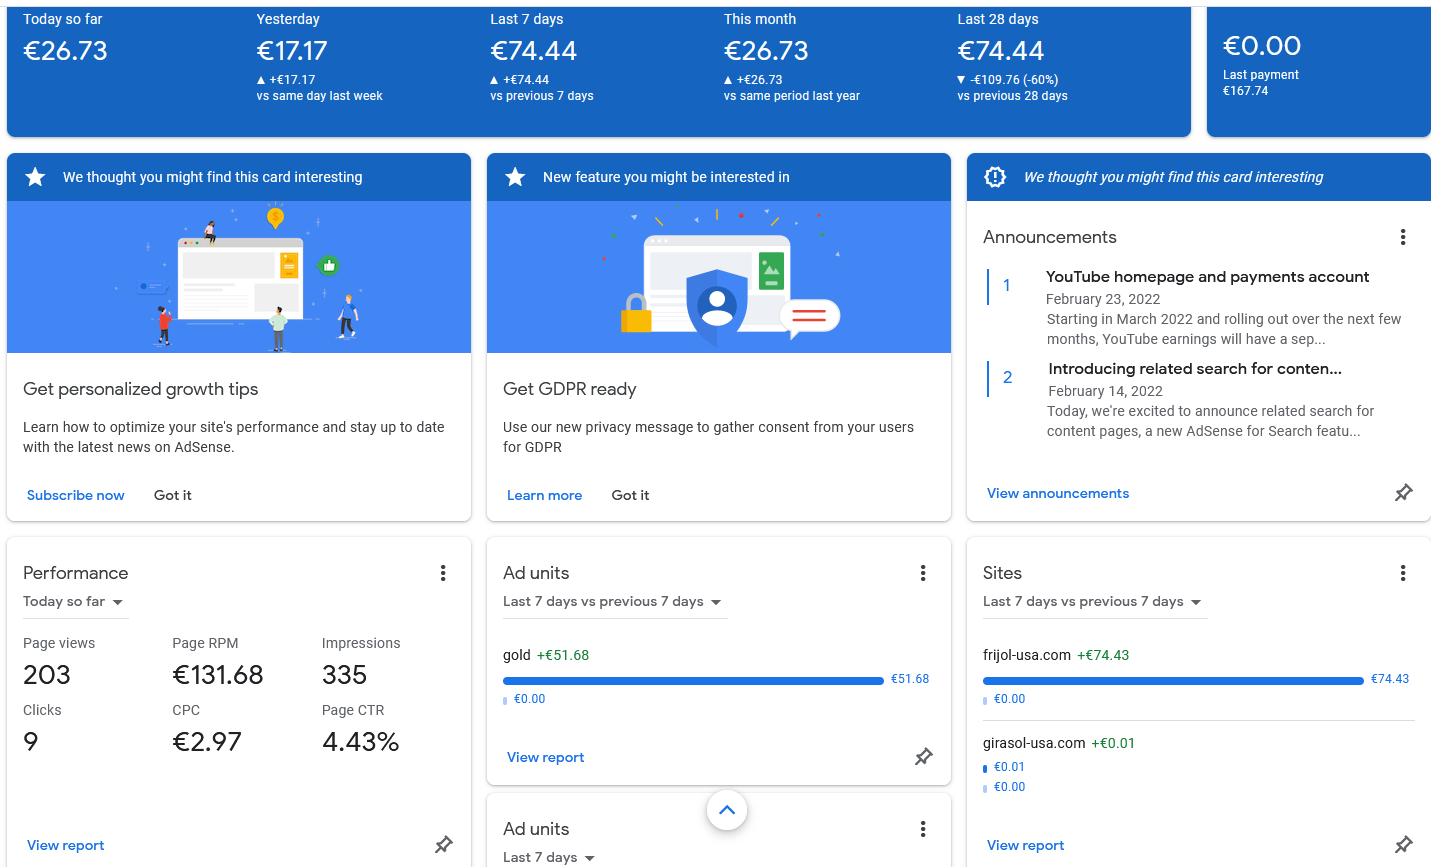 Today so far
€26.73
Yesterday
€17.17
▲ +€17.17
vs same day last week
Last 7 days
€74.44
▲ +€74.44
vs previous 7 days
This month
€26.73
▲ +€26.73
vs same period last year
Last 28 days
€74.44
▼ -€109.76 (-60%)
vs previous 28 days
€0.00
Last payment
€167.74
We thought you might find this card interesting
Get personalized growth tips
Learn how to optimize your site's performance and stay up to date
with the latest news on AdSense.
Subscribe now Got it
New feature you might be interested in
Get GDPR ready
Use our new privacy message to gather consent from your users
for GDPR
Learn more Got it
We thought you might find this card interesting
Announcements
1
YouTube homepage and payments account
February 23, 2022
Starting in March 2022 and rolling out over the next few
months, YouTube earnings will have a sep...
2
Introducing related search for conten...
February 14, 2022
Today, we're excited to announce related search for
content pages, a new AdSense for Search featu...
View announcements
Performance
Today so far
Page views Page RPM Impressions
203 €131.68 335
Clicks CPC Page CTR
9 €2.97 4.43%
View report
Ad units
Last 7 days vs previous 7 days
gold +€51.68
€51.68
€0.00
View report
Ad units
Last 7 days
Sites
Last 7 days vs previous 7 days
frijol-usa.com +€74.43
€74.43
€0.00
girasol-usa.com +€0.01
€0.01
€0.00
View report